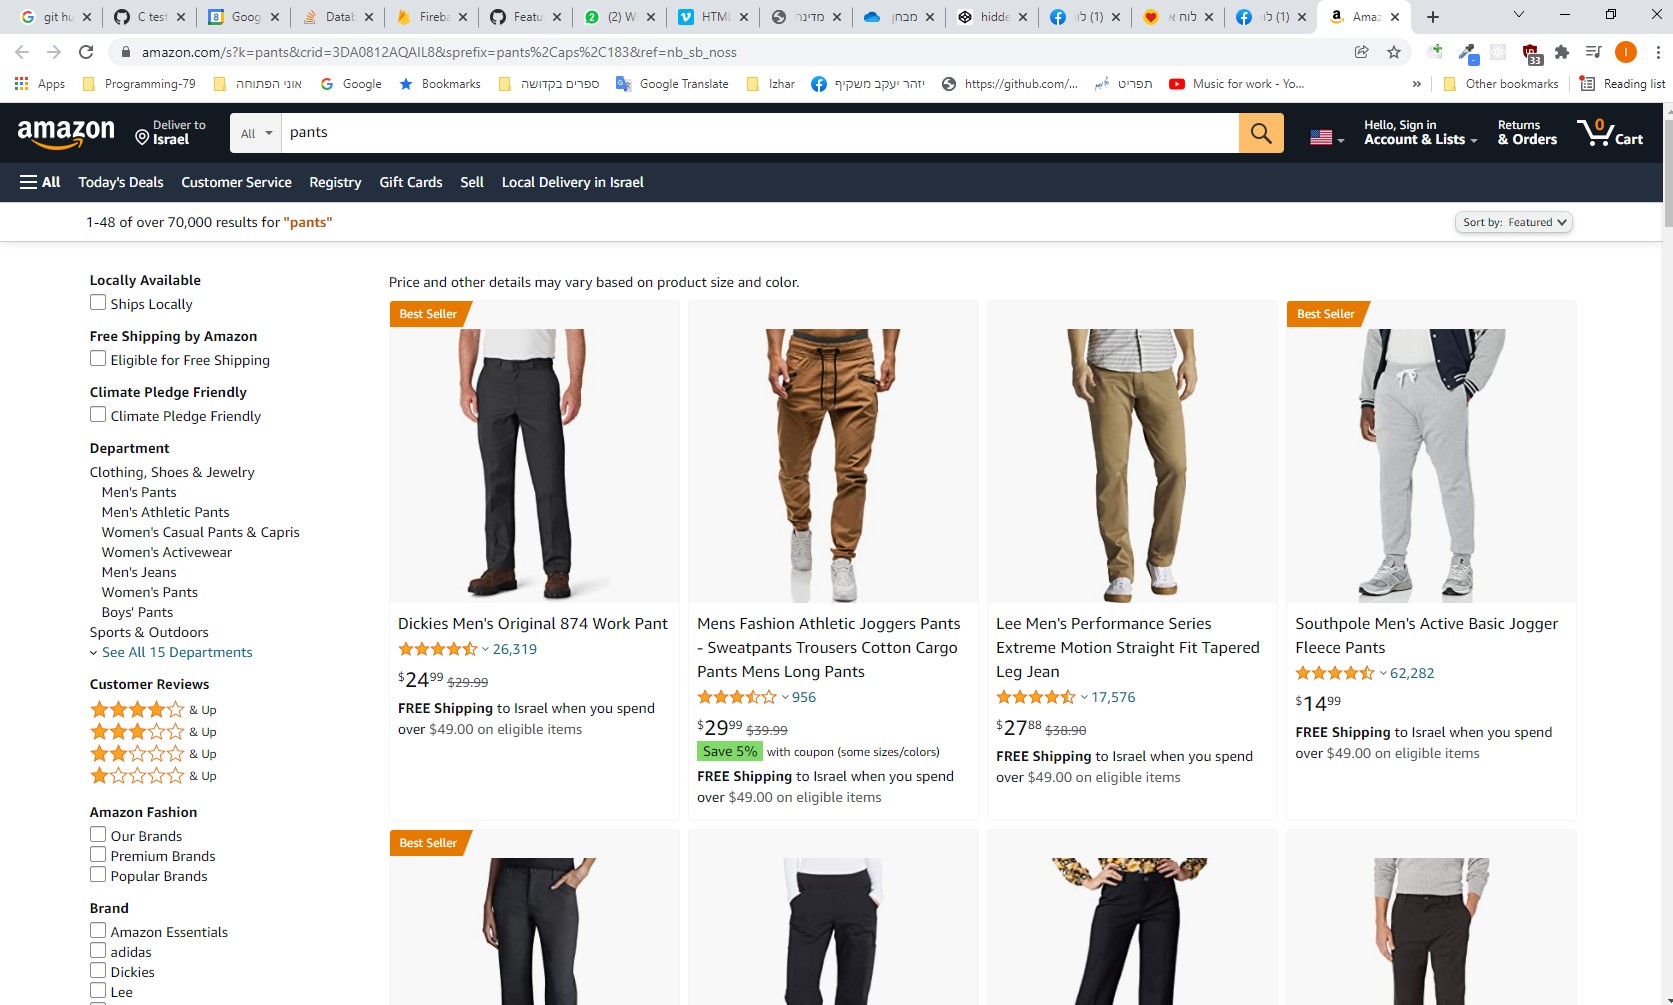 git hu
C test
Goog
Datab
Fireba
Featu
(2) W
HTML
מדינה
מבחן
hidde
(1) לו
לוח א
(1) לו
Amaz
amazon.com/s?k=pants&crid=3DA0812AQAIL8&sprefix=pants%2Caps%2C183&ref=nb_sb_noss
33
I
Apps
Programming-79
אוני הפתוחה
Google
Bookmarks
ספרים בקדושה
Google Translate
Izhar
יזהר יעקב משקיף
https://github.com/...
תפריט
Music for work - Yo...
»
Other bookmarks
Reading list
amazon
Deliver to
Israel
All
pants
Hello, Sign in
Account & Lists
Returns
& Orders
0
Cart
All
Today's Deals
Customer Service
Registry
Gift Cards
Sell
Local Delivery in Israel
1-48 of over 70,000 results for "pants"
Sort by: Featured
Locally Available
Ships Locally
Free Shipping by Amazon
Eligible for Free Shipping
Climate Pledge Friendly
Climate Pledge Friendly
Department
Clothing, Shoes & Jewelry
Men's Pants
Men's Athletic Pants
Women's Casual Pants & Capris
Women's Activewear
Men's Jeans
Women's Pants
Boys' Pants
Sports & Outdoors
See All 15 Departments
Customer Reviews
& Up
& Up
& Up
& Up
Amazon Fashion
Our Brands
Premium Brands
Popular Brands
Brand
Amazon Essentials
adidas
Dickies
Lee
Price and other details may vary based on product size and color.
Best Seller
Dickies Men's Original 874 Work Pant
26,319
$24.99 $29.99
FREE Shipping to Israel when you spend
over $49.00 on eligible items
Mens Fashion Athletic Joggers Pants
- Sweatpants Trousers Cotton Cargo
Pants Mens Long Pants
956
$29.99 $39.99
Save 5% with coupon (some sizes/colors)
FREE Shipping to Israel when you spend
over $49.00 on eligible items
Lee Men's Performance Series
Extreme Motion Straight Fit Tapered
Leg Jean
17,576
$27.88 $38.90
FREE Shipping to Israel when you spend
over $49.00 on eligible items
Best Seller
Southpole Men's Active Basic Jogger
Fleece Pants
62,282
$14.99
FREE Shipping to Israel when you spend
over $49.00 on eligible items
Best Seller